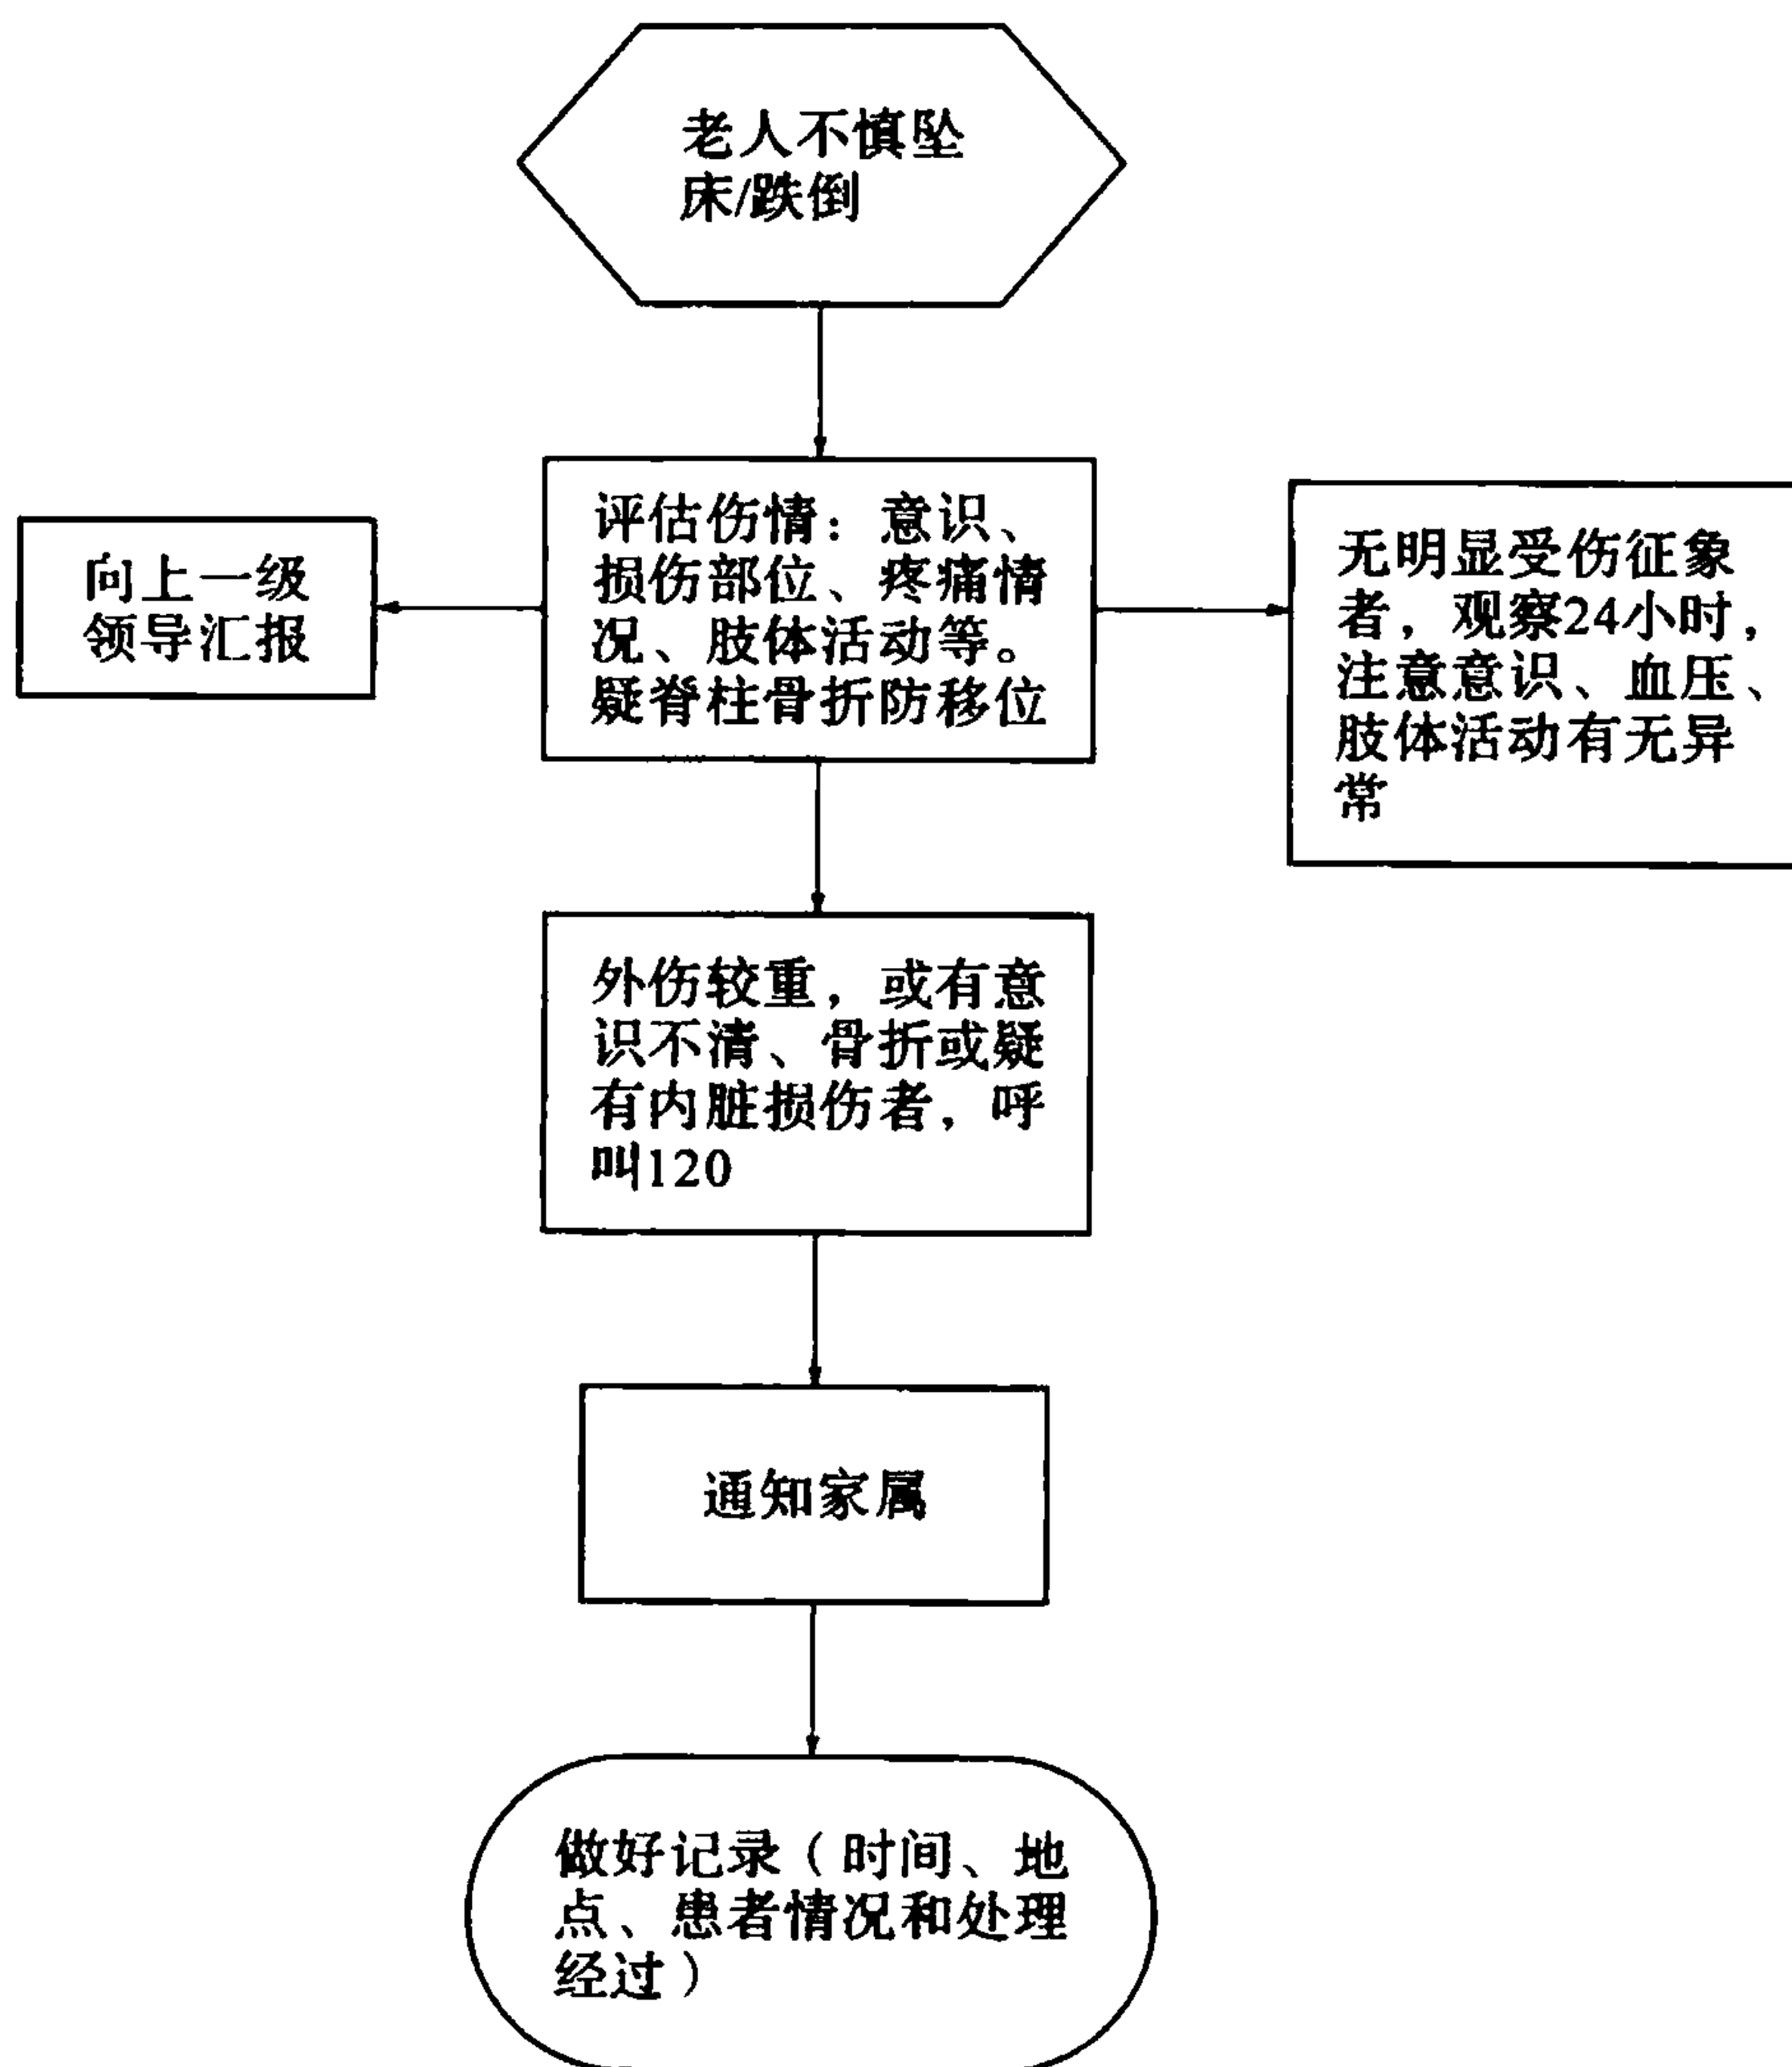 老人不慎坠
床/跌倒
向上一级
领导汇报
评估伤情：意识、
损伤部位、疼痛情
况、肢体活动等。
疑脊柱骨折防移位
无明显受伤征象
者，观察24小时，
注意意识、血压、
肢体活动有无异
常
外伤较重，或有意
识不清、骨折或疑
有内脏损伤者，呼
叫120
通知家属
做好记录（时间、地
点、患者情况和处理
经过）